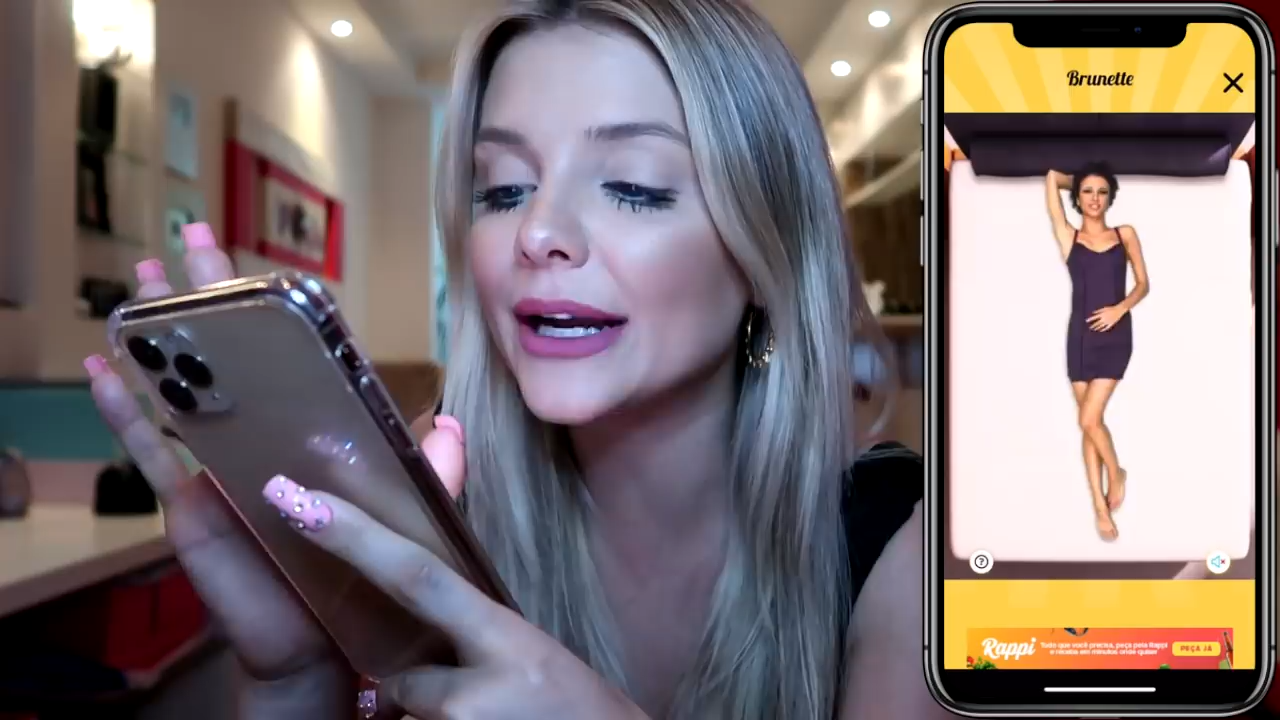 Brunette
Rappi
Tudo que você precisa, peça pela Rappi
e receba em minutos onde quiser
PEÇA JÁ